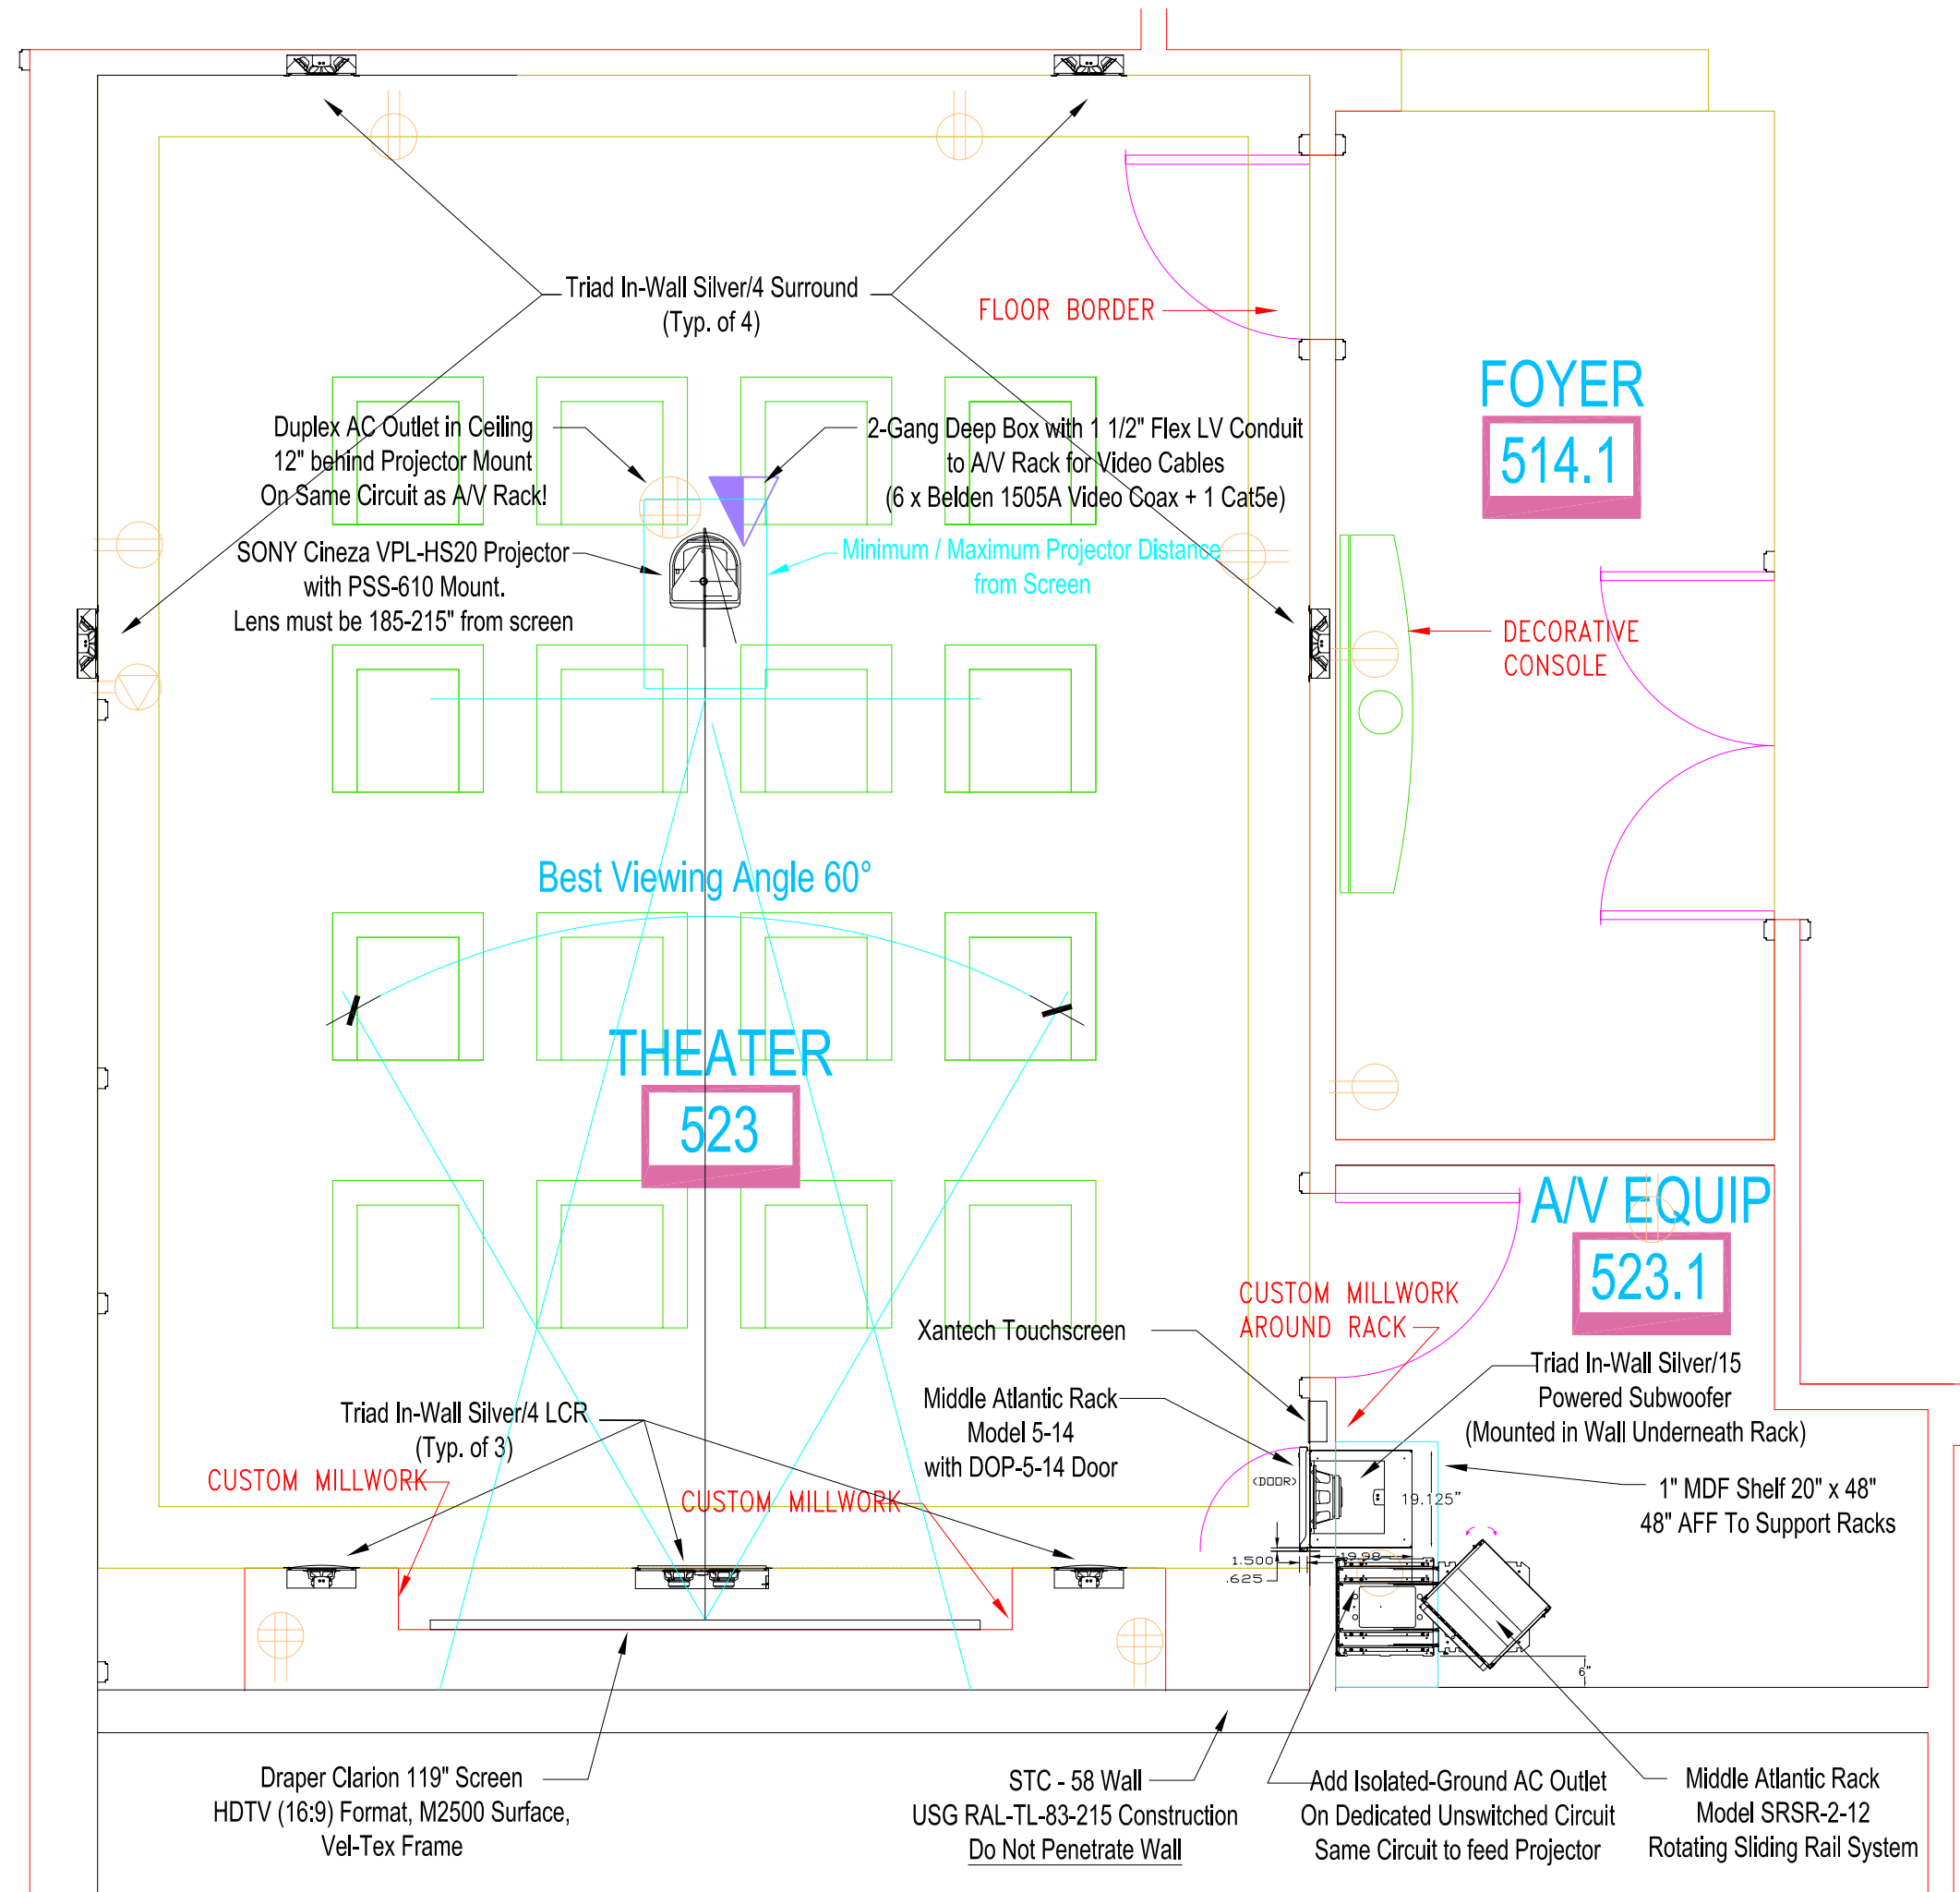 Triad In-Wall Silver/4 Surround
(Typ. of 4)
FLOOR BORDER
FOYER
514.1
Duplex AC Outlet in Ceiling
12" behind Projector Mount
On Same Circuit as A/V Rack!
2-Gang Deep Box with 1 1/2" Flex LV Conduit
to A/V Rack for Video Cables
(6 x Belden 1505A Video Coax + 1 Cat5e)
SONY Cineza VPL-HS20 Projector
with PSS-610 Mount.
Lens must be 185-215" from screen
Minimum / Maximum Projector Distance
from Screen
DECORATIVE
CONSOLE
Best Viewing Angle 60°
THEATER
523
A/V EQUIP
523.1
CUSTOM MILLWORK
AROUND RACK
Xantech Touchscreen
Middle Atlantic Rack
Model 5-14
with DOP-5-14 Door
Triad In-Wall Silver/15
Powered Subwoofer
(Mounted in Wall Underneath Rack)
Triad In-Wall Silver/4 LCR
(Typ. of 3)
CUSTOM MILLWORK
CUSTOM MILLWORK
(DOOR)
19.125"
1" MDF Shelf 20" x 48"
48" AFF To Support Racks
19.98
1.500
.625
6"
Draper Clarion 119" Screen
HDTV (16:9) Format, M2500 Surface,
Vel-Tex Frame
STC - 58 Wall
USG RAL-TL-83-215 Construction
Do Not Penetrate Wall
Add Isolated-Ground AC Outlet
On Dedicated Unswitched Circuit
Same Circuit to feed Projector
Middle Atlantic Rack
Model SRSR-2-12
Rotating Sliding Rail System